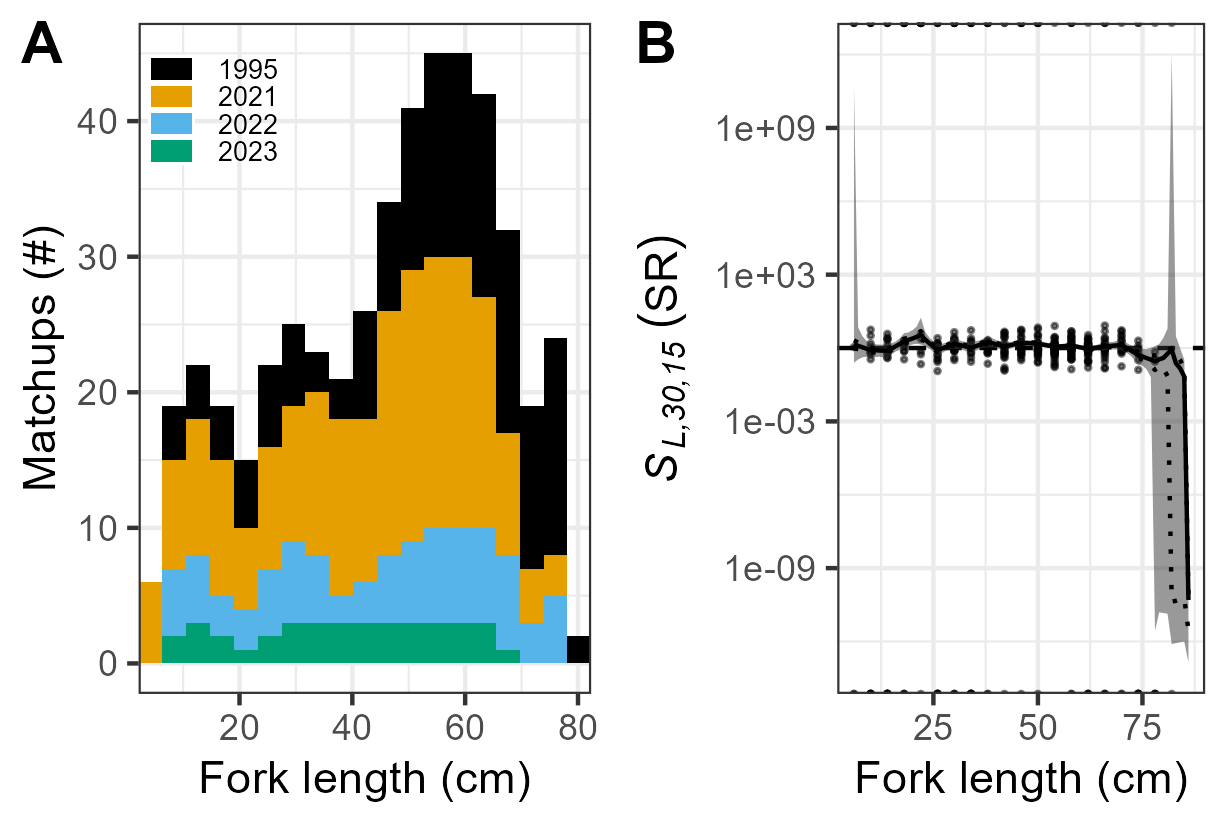 A
1995
2021
2022
2023
Matchups (#)
40
30
20
10
0
20 40 60 80
Fork length (cm)
B
S L,30,15 (SR)
1e+09
1e+03
1e-03
1e-09
25 50 75
Fork length (cm)